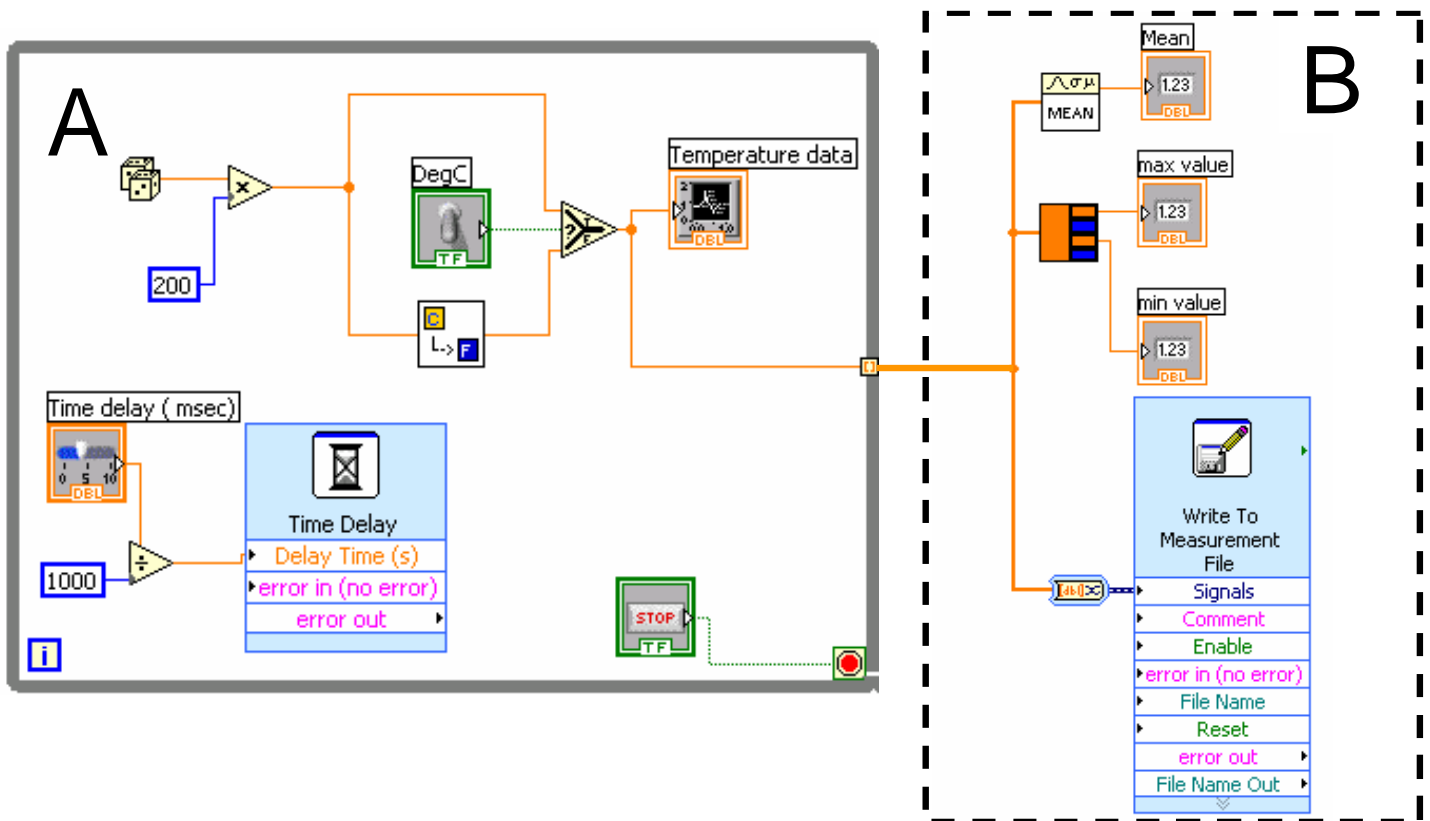 A
DegC
TF
Temperature data
DBL
x
200
?
F
C
F
Time delay ( msec)
0 5 10
DBL
÷
1000
Time Delay
Delay Time (s)
error in (no error)
error out
i
STOP
TF
B
Mean
σμ
MEAN
1.23
DBL
max value
1.23
DBL
min value
1.23
DBL
Write To
Measurement
File
Signals
Comment
Enable
error in (no error)
File Name
Reset
error out
File Name Out